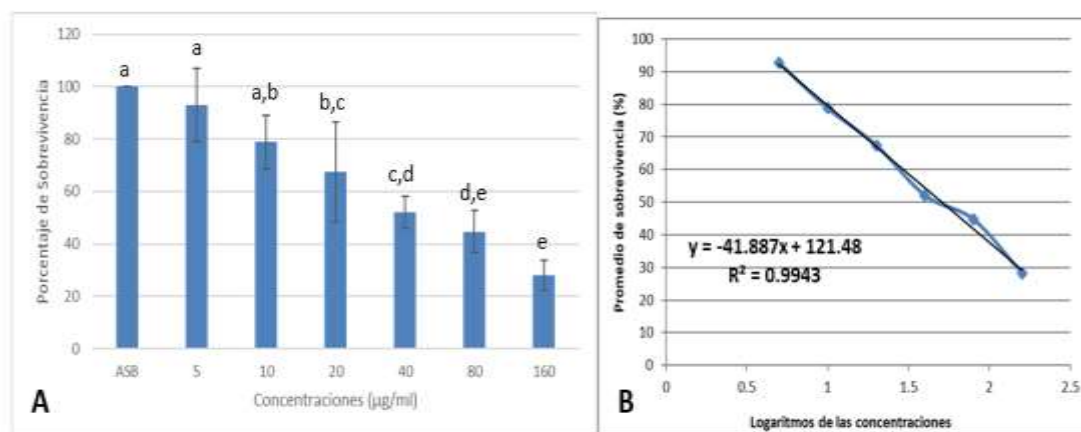 Porcentaje de Sobrevivencia
120
100
80
60
40
20
0
a
a
a,b
b,c
c,d
d,e
e
ASB 5 10 20 40 80 160
Concentraciones (µg/ml)
A
Promedio de sobrevivencia (%)
100
90
80
70
60
50
40
30
20
10
0
y = -41.887x + 121.48
R² = 0.9943
0 0.5 1 1.5 2 2.5
Logaritmos de las concentraciones
B